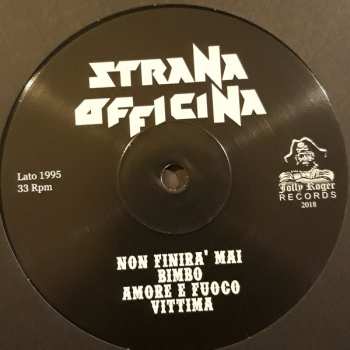 STRANA
OFFICINA
Lato 1995
33 Rpm
Jolly Roger
RECORDS
2018
NON FINIRA' MAI
BIMBO
AMORE E FUOCO
VITTIMA